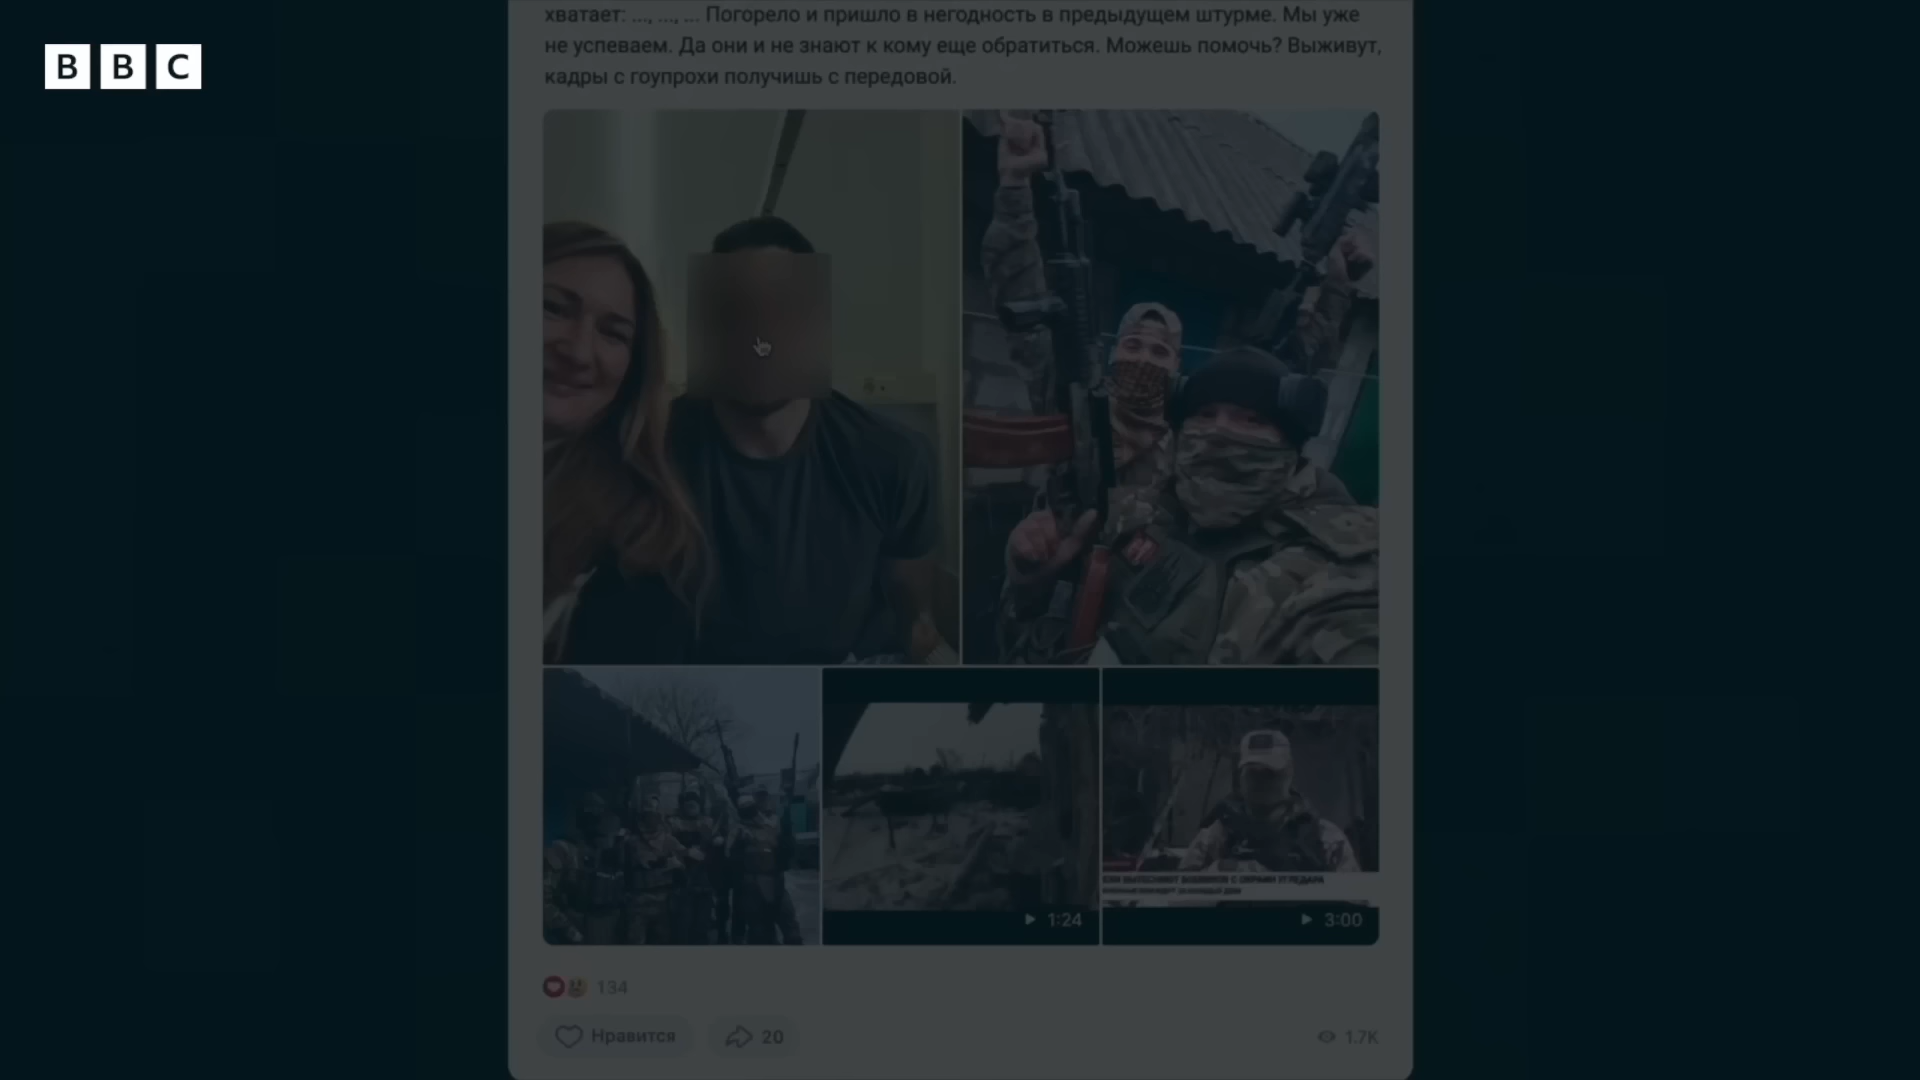 BBC
хватает: ..., ..., ... Погорело и пришло в негодность в предыдущем штурме. Мы уже
не успеваем. Да они и не знают к кому еще обратиться. Можешь помочь? Выживут,
кадры с гоупрохи получишь с передовой.
1:24
3:00
134
Нравится
20
1.7K